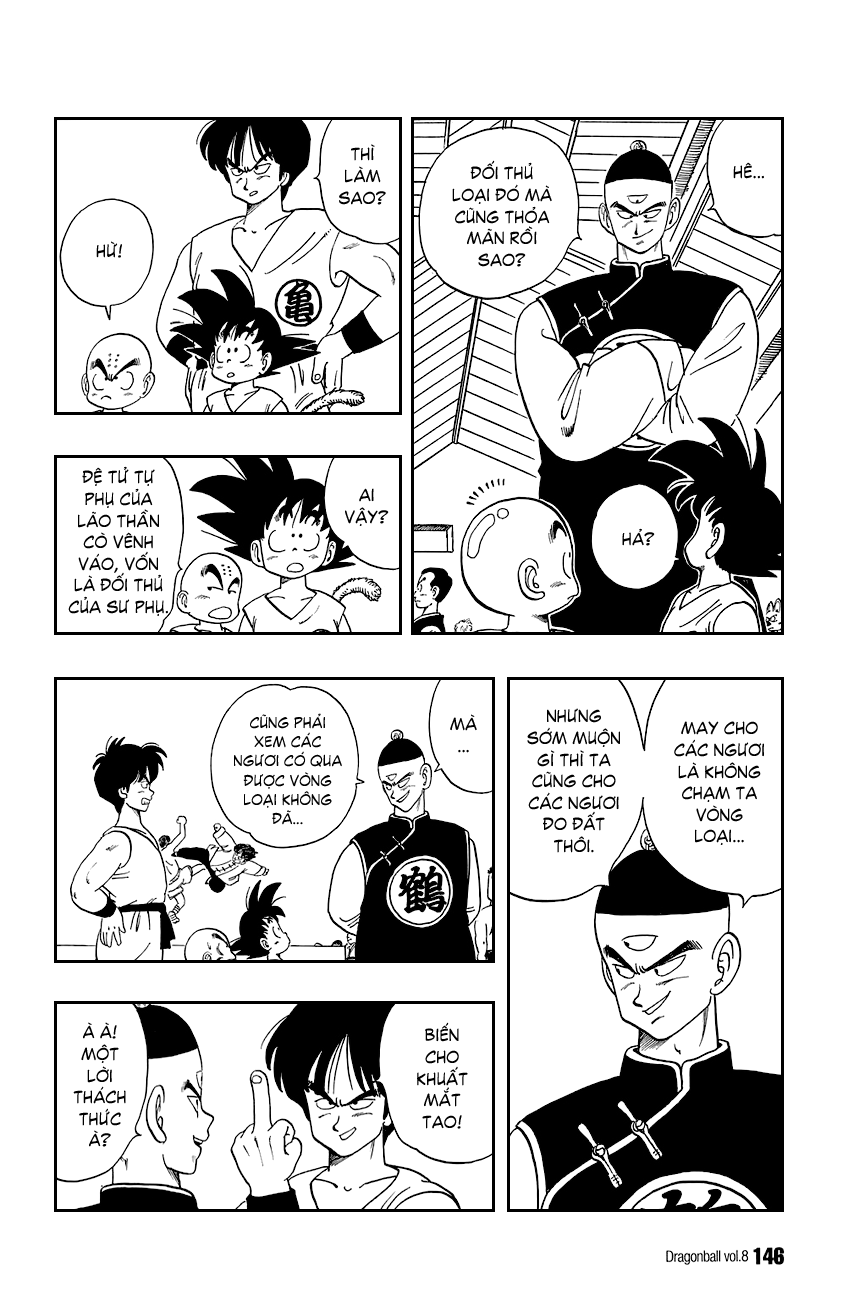 HÊ...
ĐỐI THỦ
LOẠI ĐÓ MÀ
CŨNG THỎA
MÃN RỒI
SAO?
HẢ?
THÌ
LÀM
SAO?
亀
HỪ!
AI
VẬY?
ĐỆ TỬ TỰ
PHỤ CỦA
LÃO THẦN
CÒ VÊNH
VÁO, VỐN
LÀ ĐỐI THỦ
CỦA SƯ PHỤ.
MAY CHO
CÁC NGƯƠI
LÀ KHÔNG
CHẠM TA
VÒNG
LOẠI...
NHƯNG
SỚM MUỘN
GÌ THÌ TA
CŨNG CHO
CÁC NGƯƠI
ĐO ĐẤT
THÔI.
MÀ
...
CŨNG PHẢI
XEM CÁC
NGƯƠI CÓ QUA
ĐƯỢC VÒNG
LOẠI KHÔNG
ĐÃ...
鶴
BIẾN
CHO
KHUẤT
MẮT
TAO!
À À!
MỘT
LỜI
THÁCH
THỨC
À?
Dragonball vol.8 146